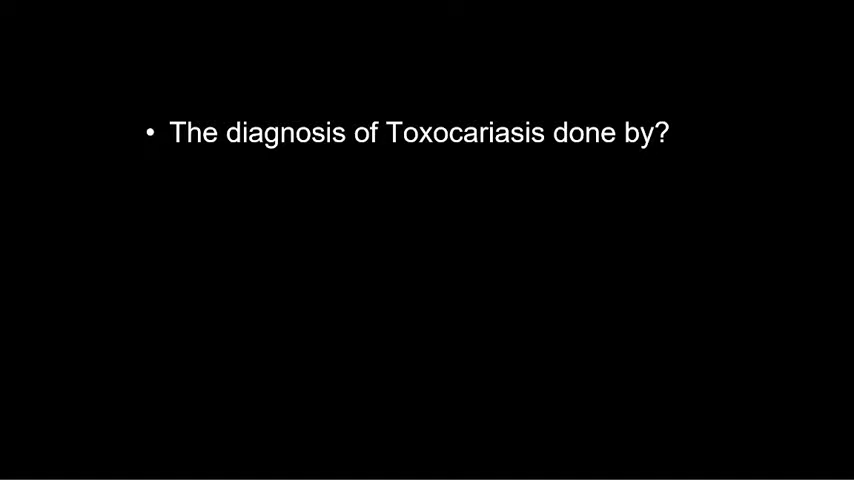 • The diagnosis of Toxocariasis done by?